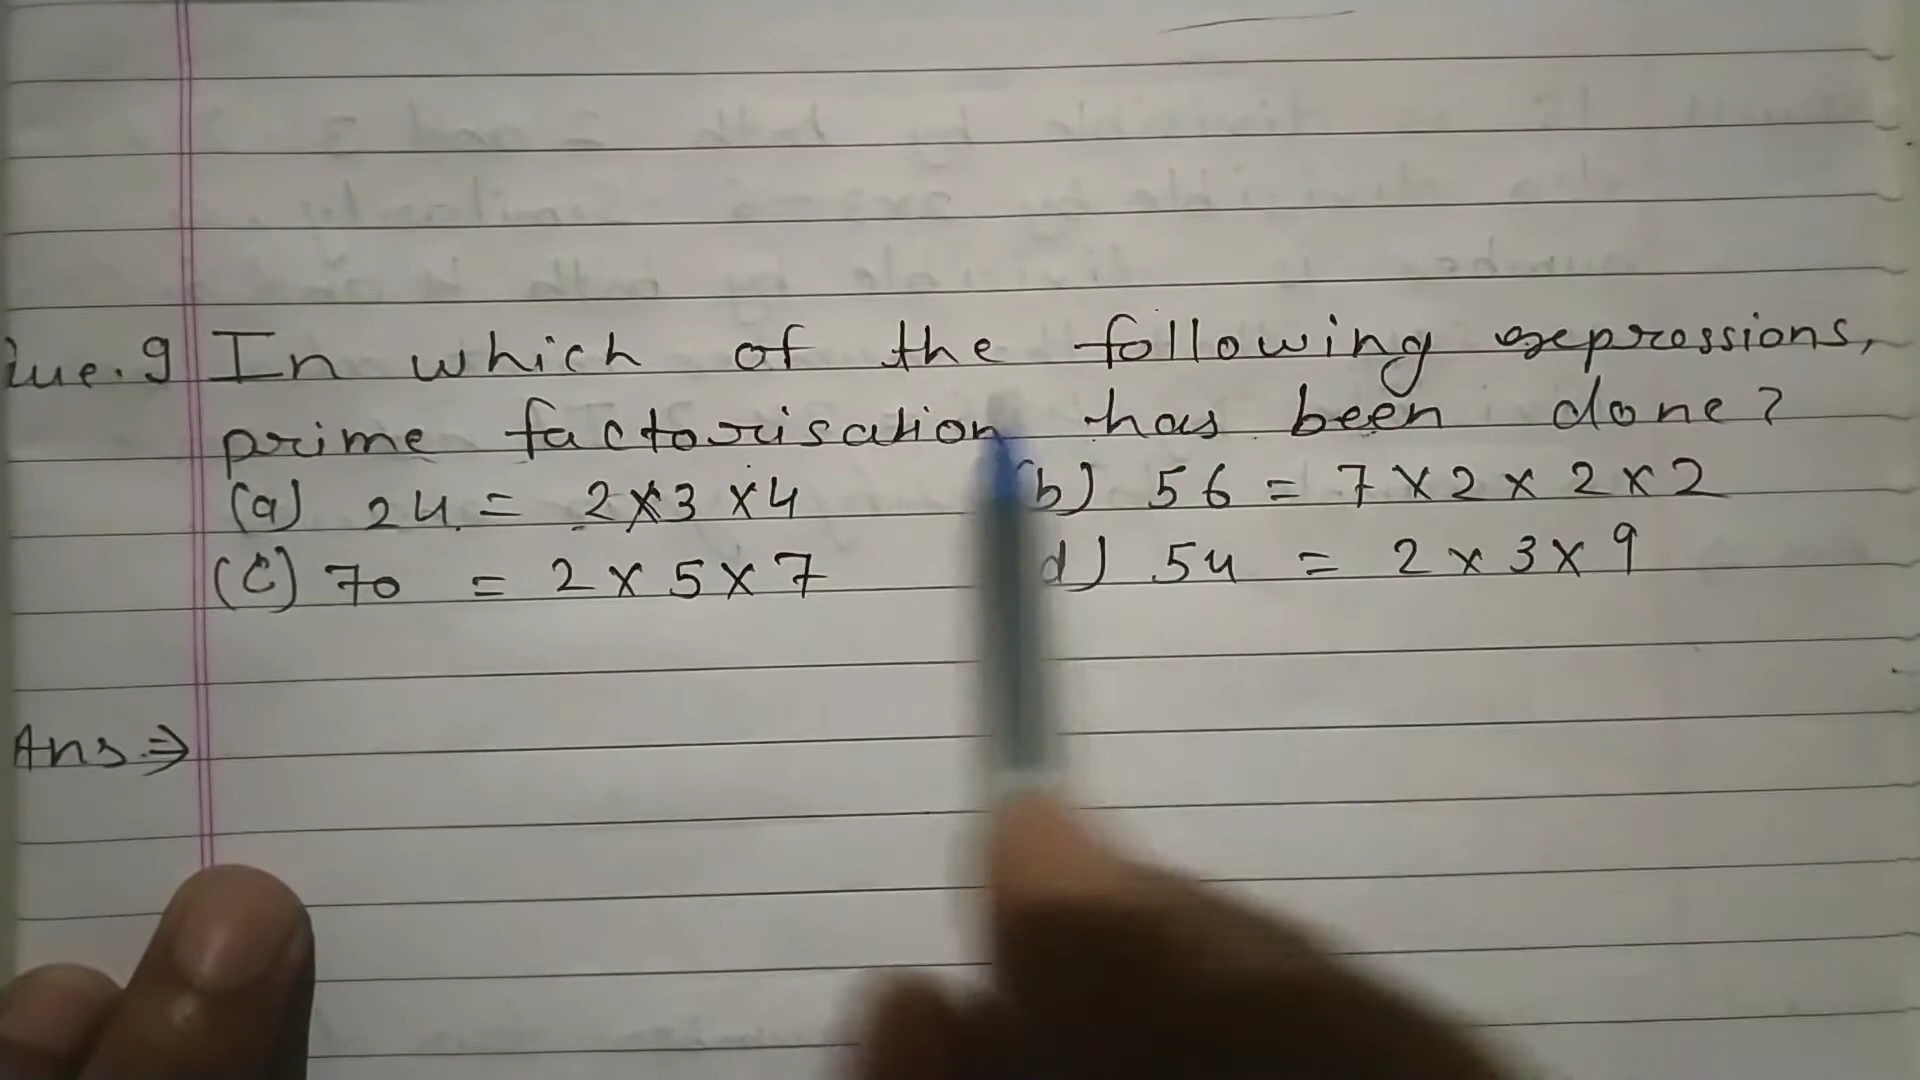 Que. 9 In which of the following expressions,
prime factorisation has been done?
(a) 24 = 2×3×4 (b) 56 = 7×2×2×2
(c) 70 = 2×5×7 d) 54 = 2×3×9
Ans ⇒